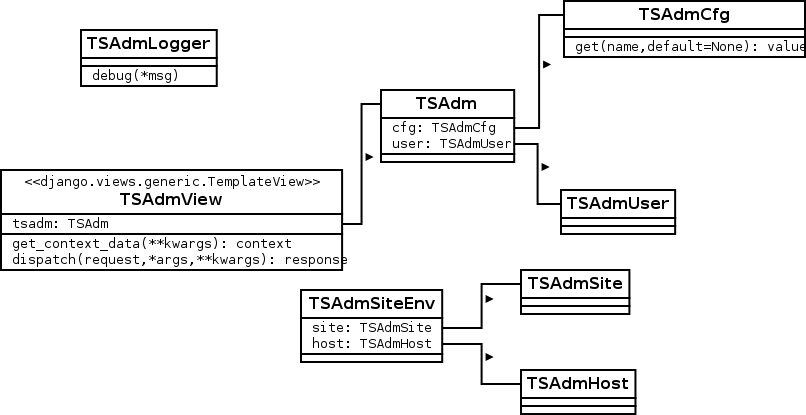 TSAdmLogger
debug(*msg)
TSAdmCfg
get(name,default=None): value
TSAdm
cfg: TSAdmCfg
user: TSAdmUser
<<django.views.generic.TemplateView>>
TSAdmView
tsadm: TSAdm
get_context_data(**kwargs): context
dispatch(request,*args,**kwargs): response
TSAdmUser
TSAdmSiteEnv
site: TSAdmSite
host: TSAdmHost
TSAdmSite
TSAdmHost